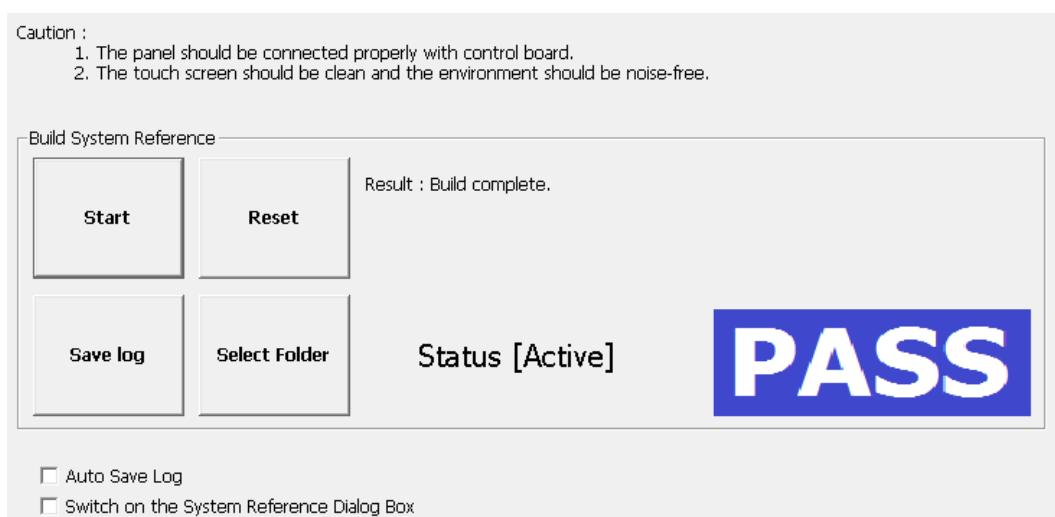 Caution :
1. The panel should be connected properly with control board.
2. The touch screen should be clean and the environment should be noise-free.
Build System Reference
Start
Reset
Result : Build complete.
Save log
Select Folder
Status [Active]
PASS
Auto Save Log
Switch on the System Reference Dialog Box